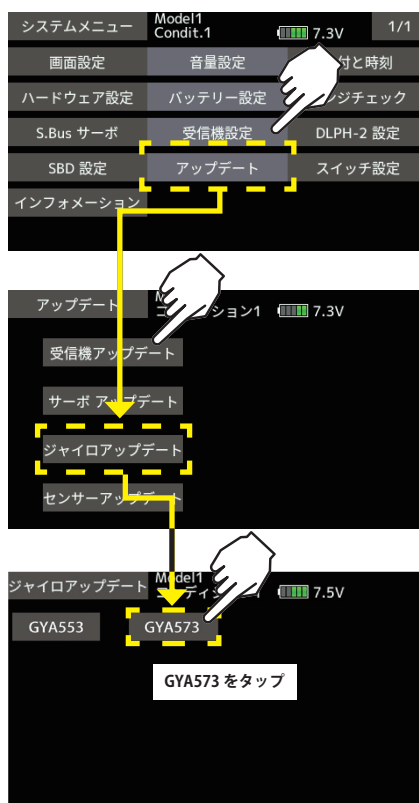 システムメニュー Model1 Condit.1 7.3V 1/1
画面設定 音量設定 付と時刻
ハードウェア設定 バッテリー設定 ンジチェック
S.Bus サーボ 受信機設定 DLPH-2 設定
SBD 設定 アップデート スイッチ設定
インフォメーション
アップデート ション1 7.3V
受信機アップデート
サーボ アップデート
ジャイロアップデート
センサーアップデート
ジャイロアップデート Model1 7.5V
GYA553 GYA573
GYA573 をタップ